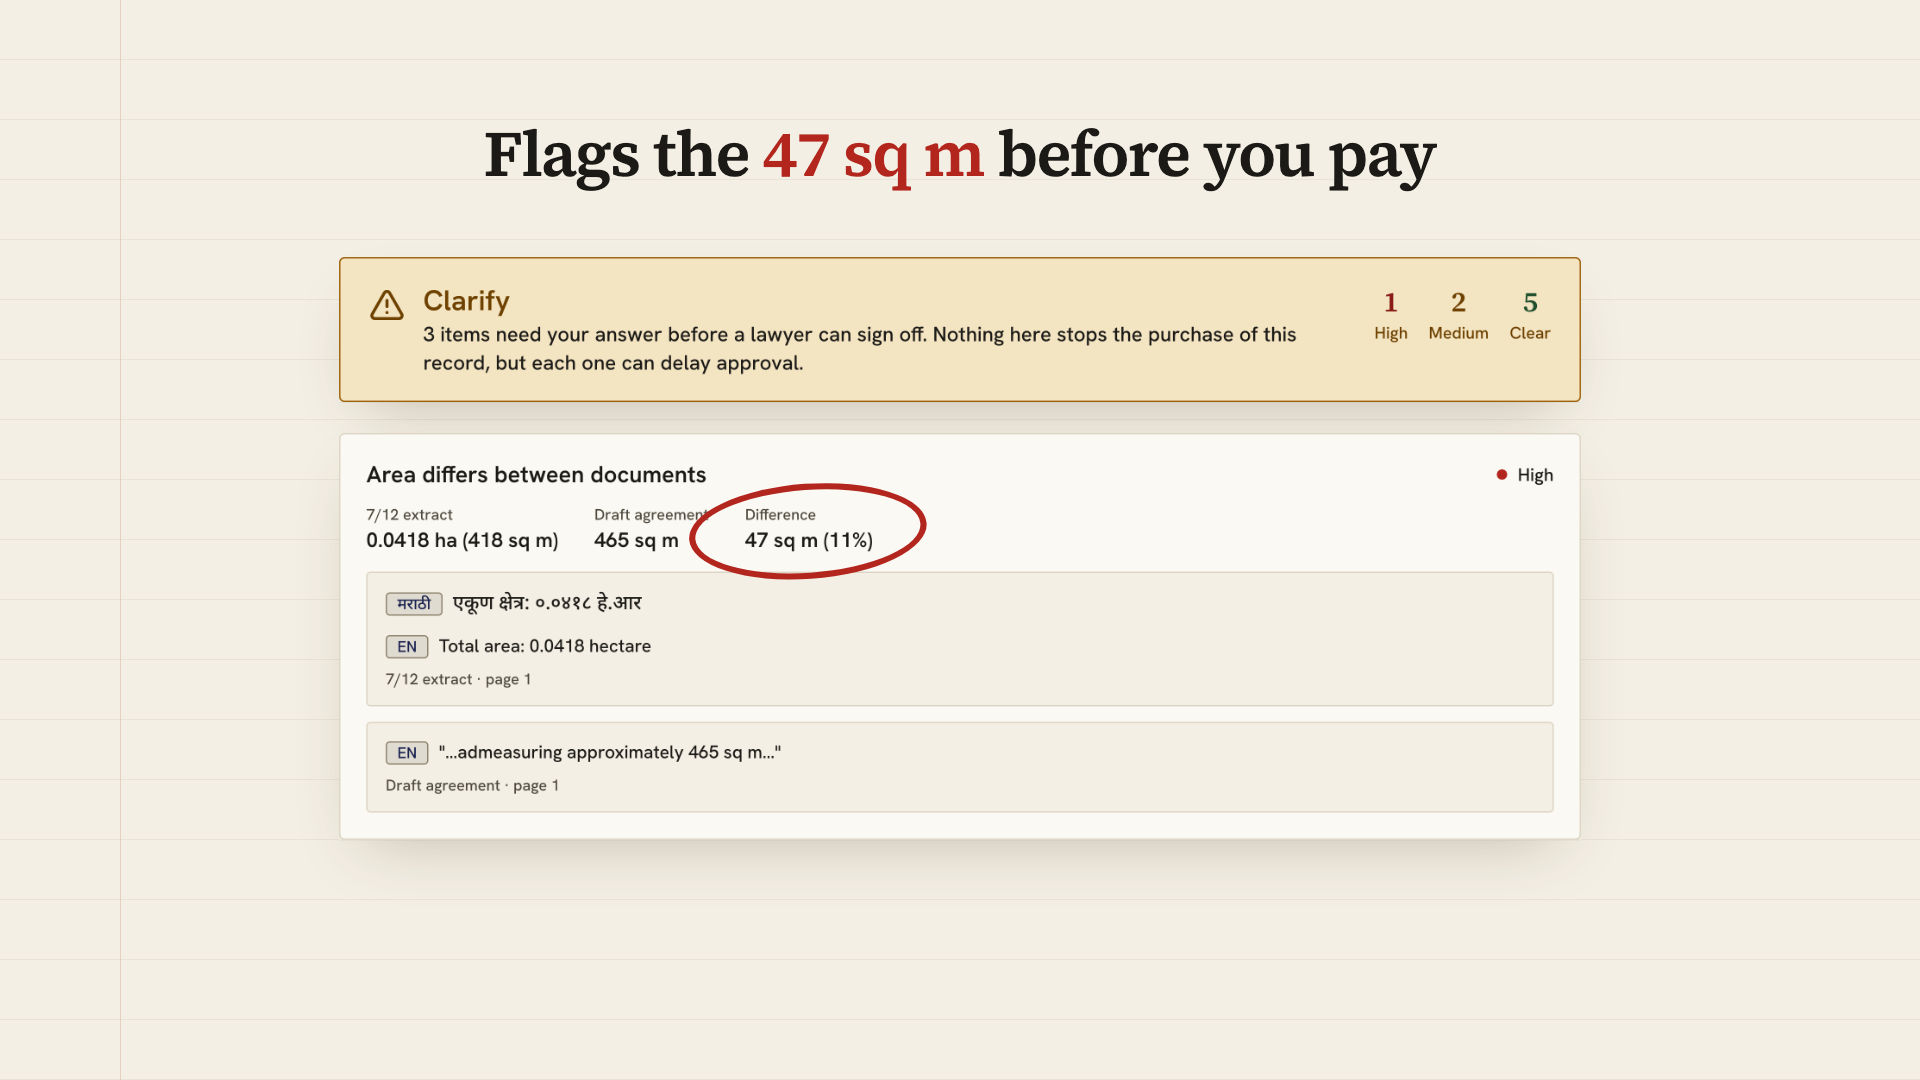 Flags the 47 sq m before you pay
Clarify
3 items need your answer before a lawyer can sign off. Nothing here stops the purchase of this
record, but each one can delay approval.
1 2 5
High Medium Clear
Area differs between documents
High
7/12 extract Draft agreement Difference
0.0418 ha (418 sq m) 465 sq m 47 sq m (11%)
मराठी एकूण क्षेत्र: ०.०४१८ हे.आर
EN Total area: 0.0418 hectare
7/12 extract · page 1
EN "...admeasuring approximately 465 sq m..."
Draft agreement · page 1